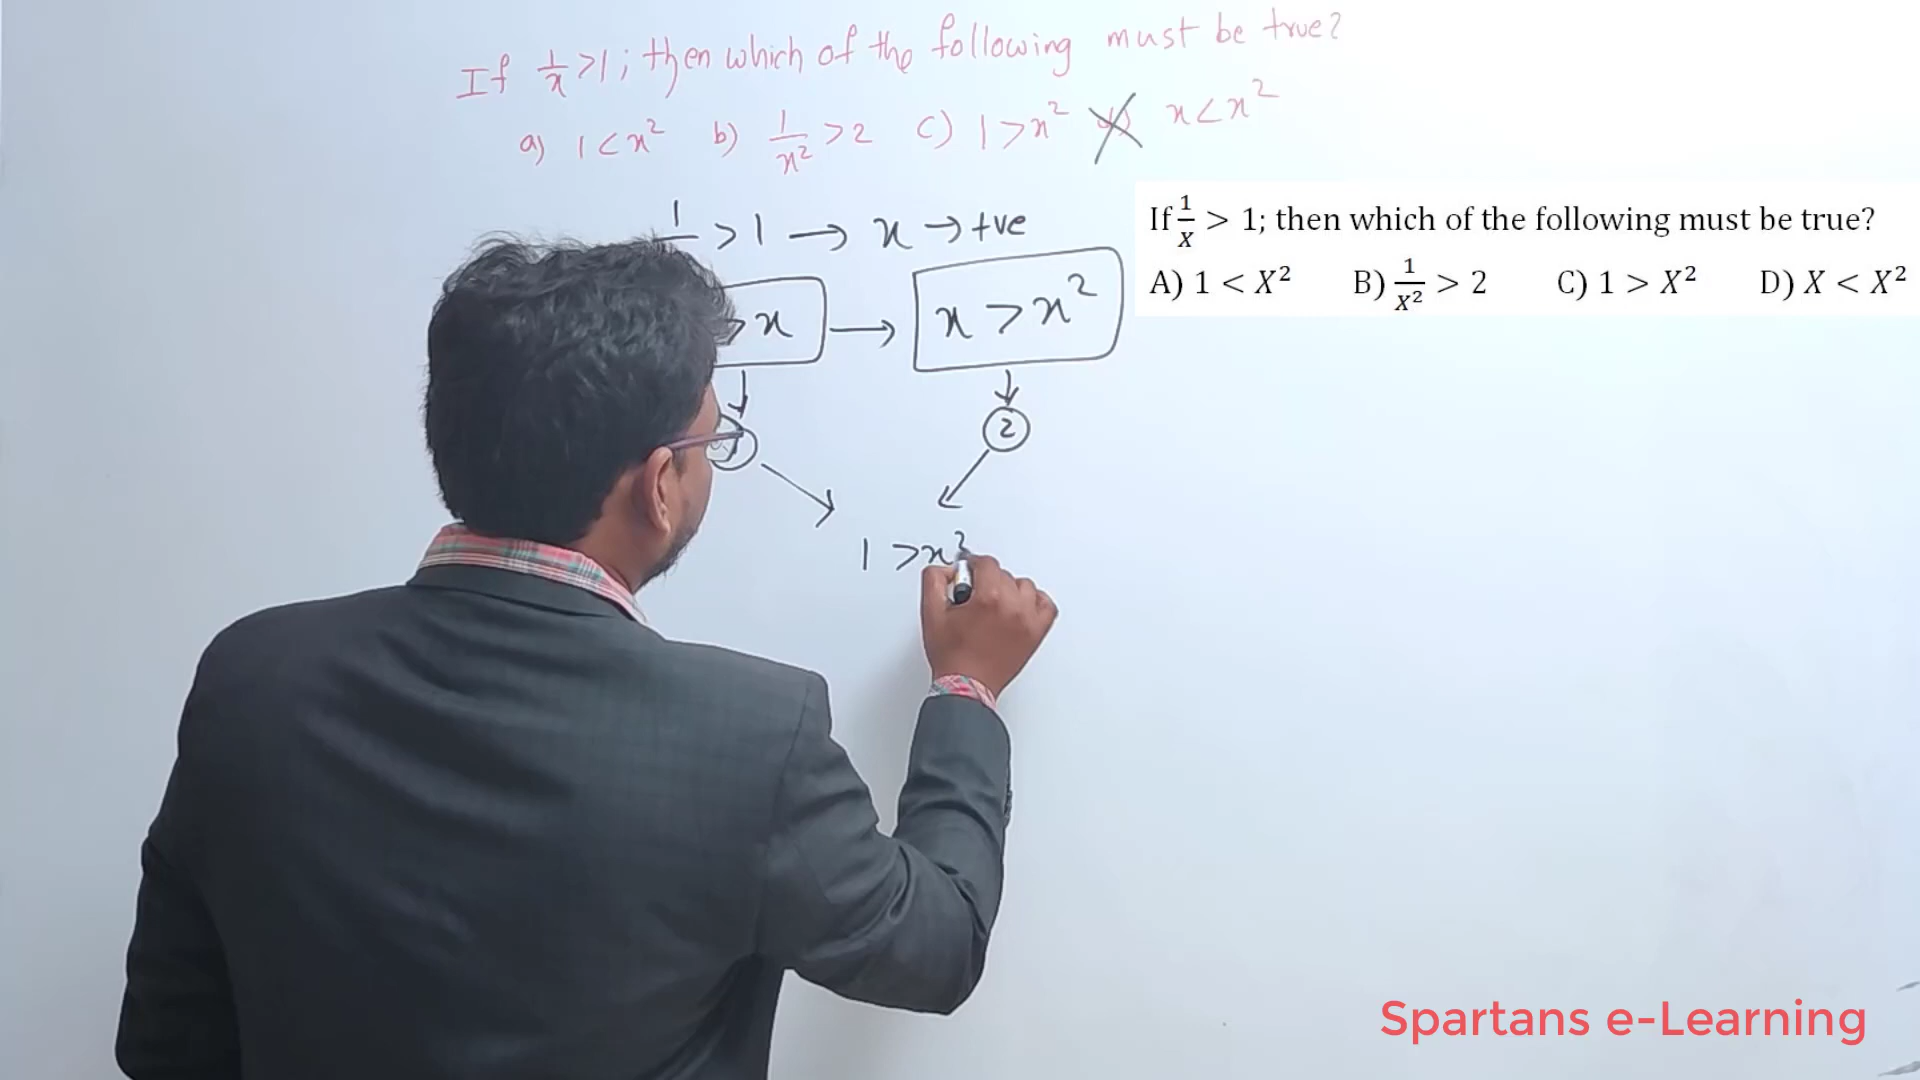 If 1/x > 1 ; then which of the following must be true?
a) 1 < x² b) 1/x² > 2 c) 1 > x² x < x²
1 > 1 → x → +ve
> x → x > x²
2
1 > x²
If 1/X > 1; then which of the following must be true?
A) 1 < X² B) 1/X² > 2 C) 1 > X² D) X < X²
Spartans e-Learning